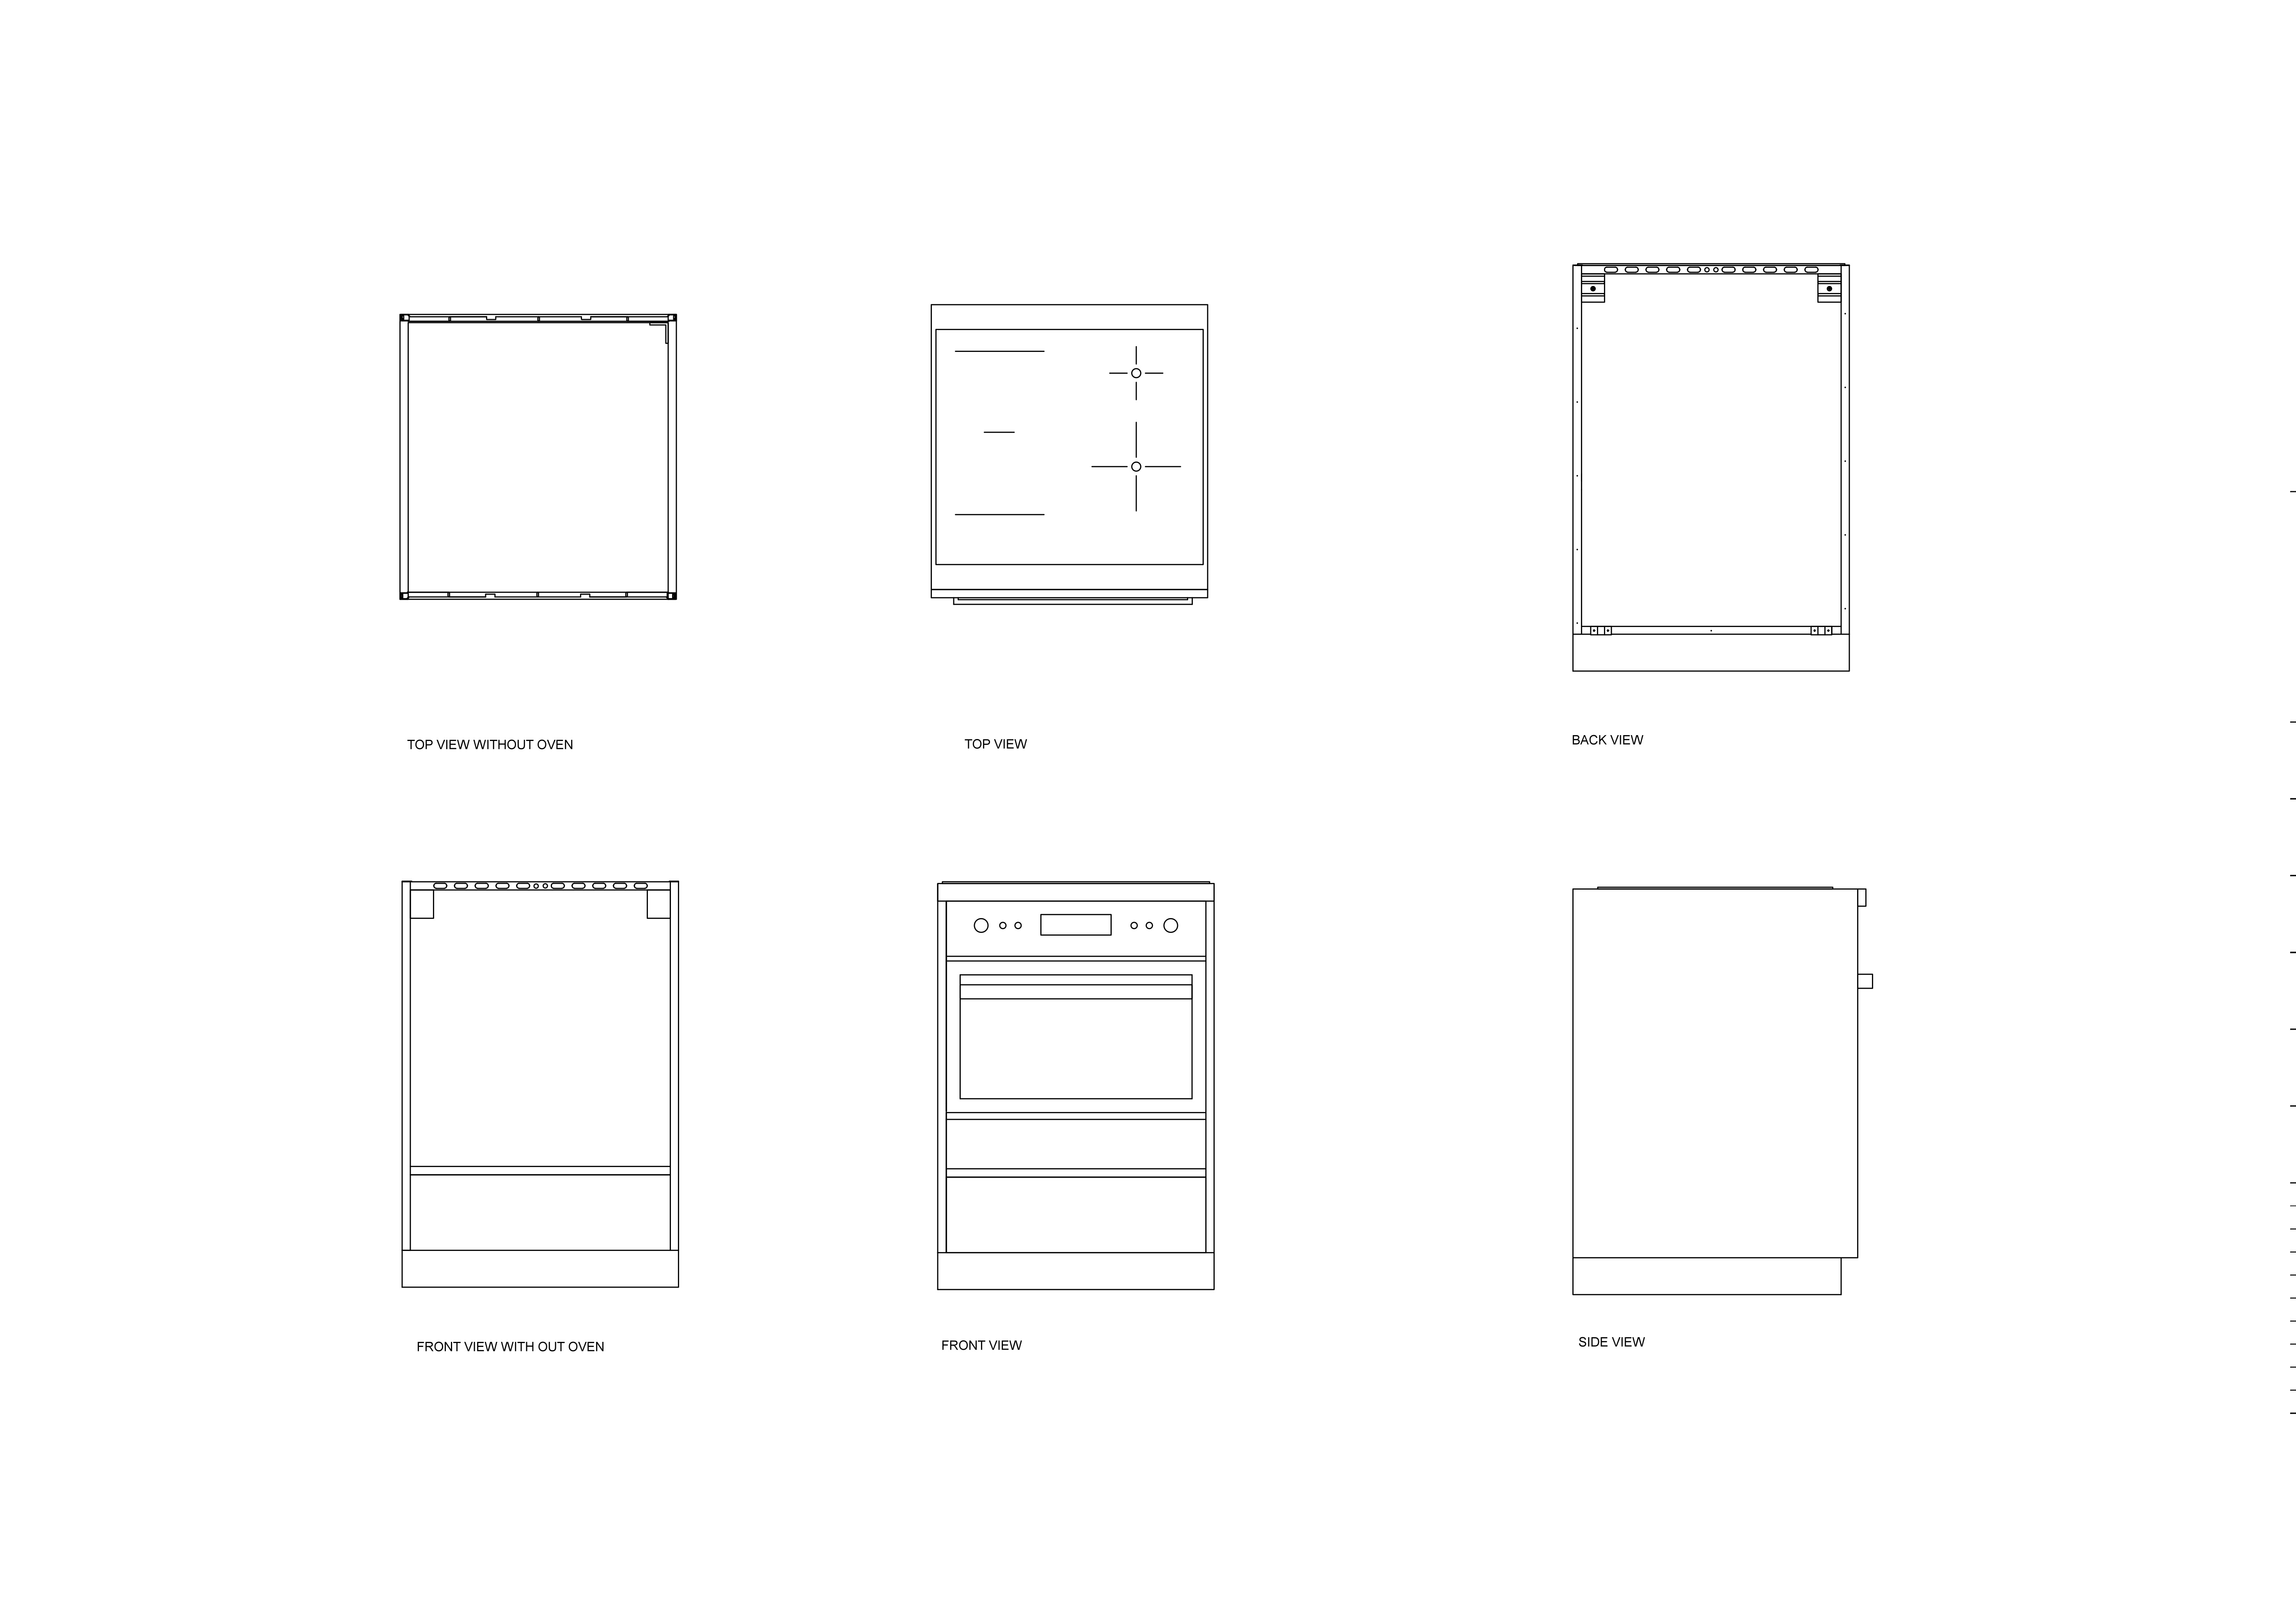 TOP VIEW WITHOUT OVEN
TOP VIEW
BACK VIEW
FRONT VIEW WITH OUT OVEN
FRONT VIEW
SIDE VIEW